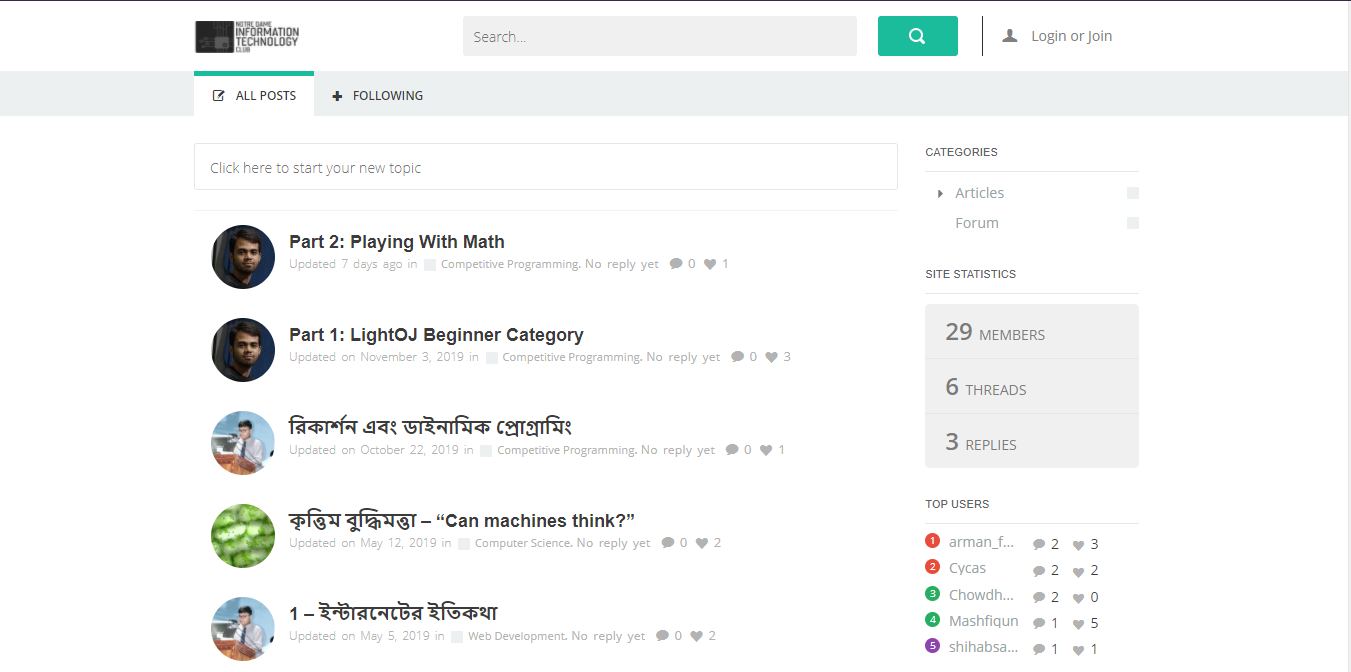 NOTRE DAME
INFORMATION
TECHNOLOGY
CLUB
Search...
Login or Join
ALL POSTS
FOLLOWING
Click here to start your new topic
Part 2: Playing With Math
Updated 7 days ago in Competitive Programming. No reply yet 0 1
Part 1: LightOJ Beginner Category
Updated on November 3, 2019 in Competitive Programming. No reply yet 0 3
রিকার্শন এবং ডাইনামিক প্রোগ্রামিং
Updated on October 22, 2019 in Competitive Programming. No reply yet 0 1
কৃত্তিম বুদ্ধিমত্তা – “Can machines think?”
Updated on May 12, 2019 in Computer Science. No reply yet 0 2
1 – ইন্টারনেটের ইতিকথা
Updated on May 5, 2019 in Web Development. No reply yet 0 2
CATEGORIES
Articles
Forum
SITE STATISTICS
29 MEMBERS
6 THREADS
3 REPLIES
TOP USERS
1 arman_f... 2 3
2 Cycas 2 2
3 Chowdh... 2 0
4 Mashfiqun 1 5
5 shihabsa... 1 1